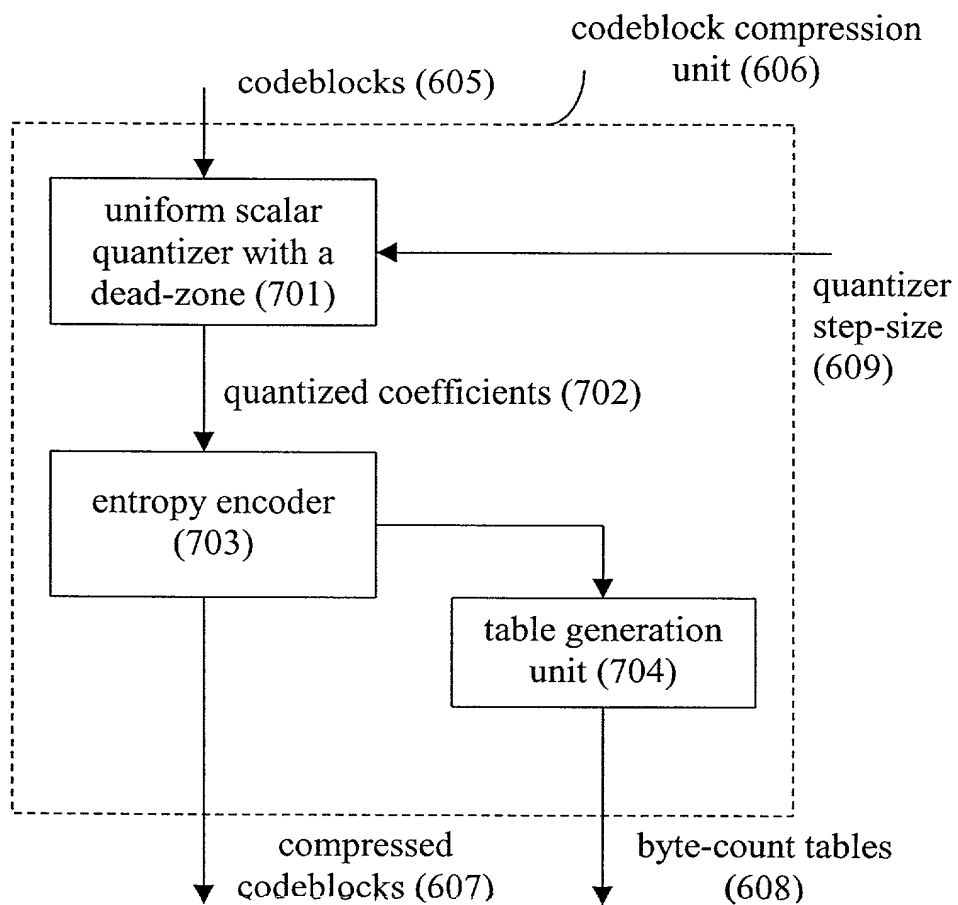 codeblock compression
unit (606)
codeblocks (605)
uniform scalar
quantizer with a
dead-zone (701)
quantizer
step-size
(609)
quantized coefficients (702)
entropy encoder
(703)
table generation
unit (704)
compressed
codeblocks (607)
byte-count tables
(608)